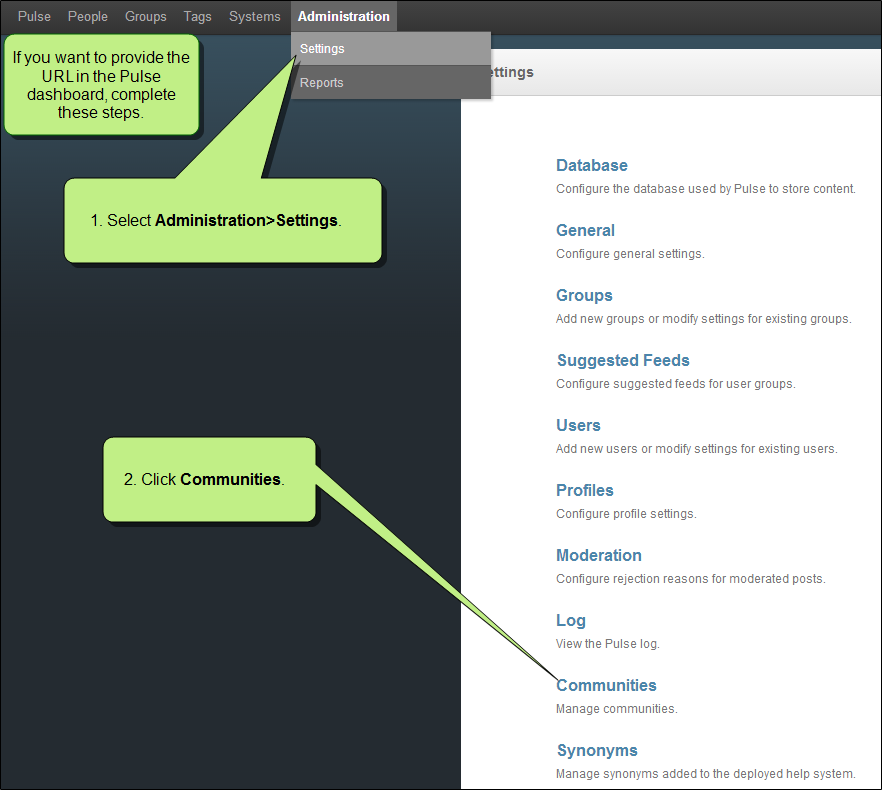 Pulse People Groups Tags Systems Administration
Settings
Reports
If you want to provide the
URL in the Pulse
dashboard, complete
these steps.
ettings
1. Select Administration>Settings.
2. Click Communities.
Database
Configure the database used by Pulse to store content.
General
Configure general settings.
Groups
Add new groups or modify settings for existing groups.
Suggested Feeds
Configure suggested feeds for user groups.
Users
Add new users or modify settings for existing users.
Profiles
Configure profile settings.
Moderation
Configure rejection reasons for moderated posts.
Log
View the Pulse log.
Communities
Manage communities.
Synonyms
Manage synonyms added to the deployed help system.